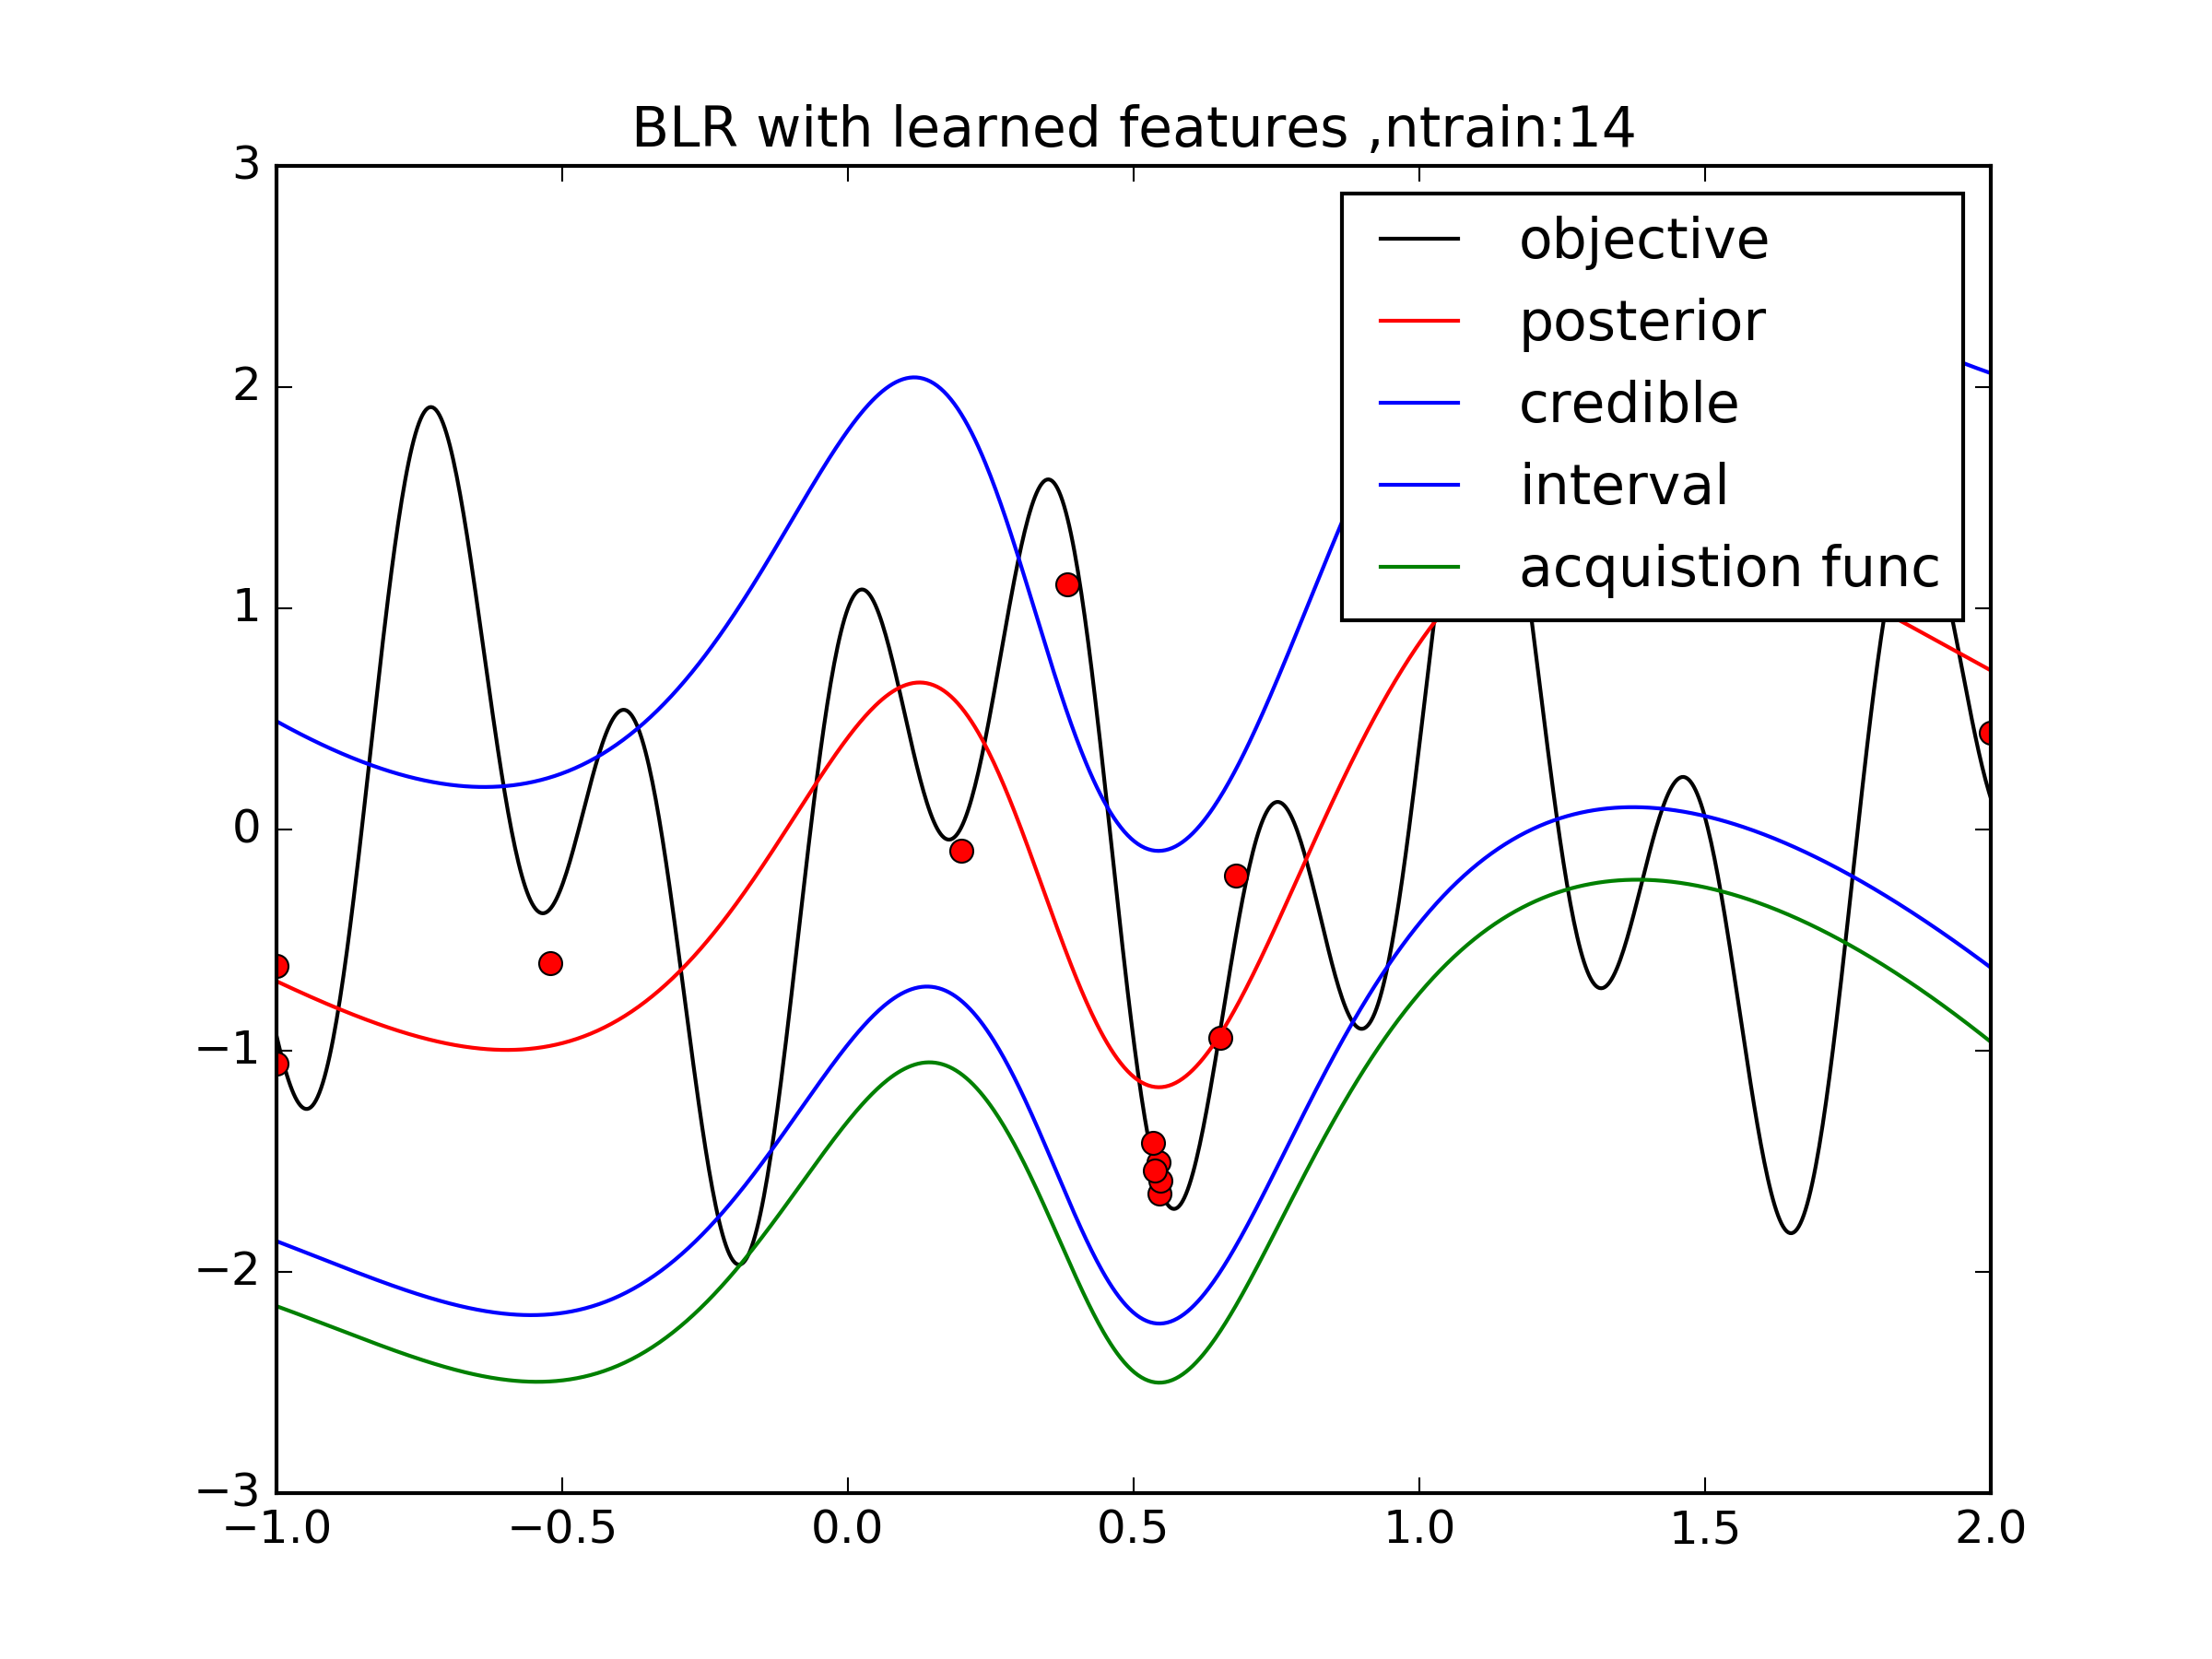 BLR with learned features ,ntrain:14
3
2
1
0
−1
−2
−3
objective
posterior
credible
interval
acquistion func
−1.0 −0.5 0.0 0.5 1.0 1.5 2.0